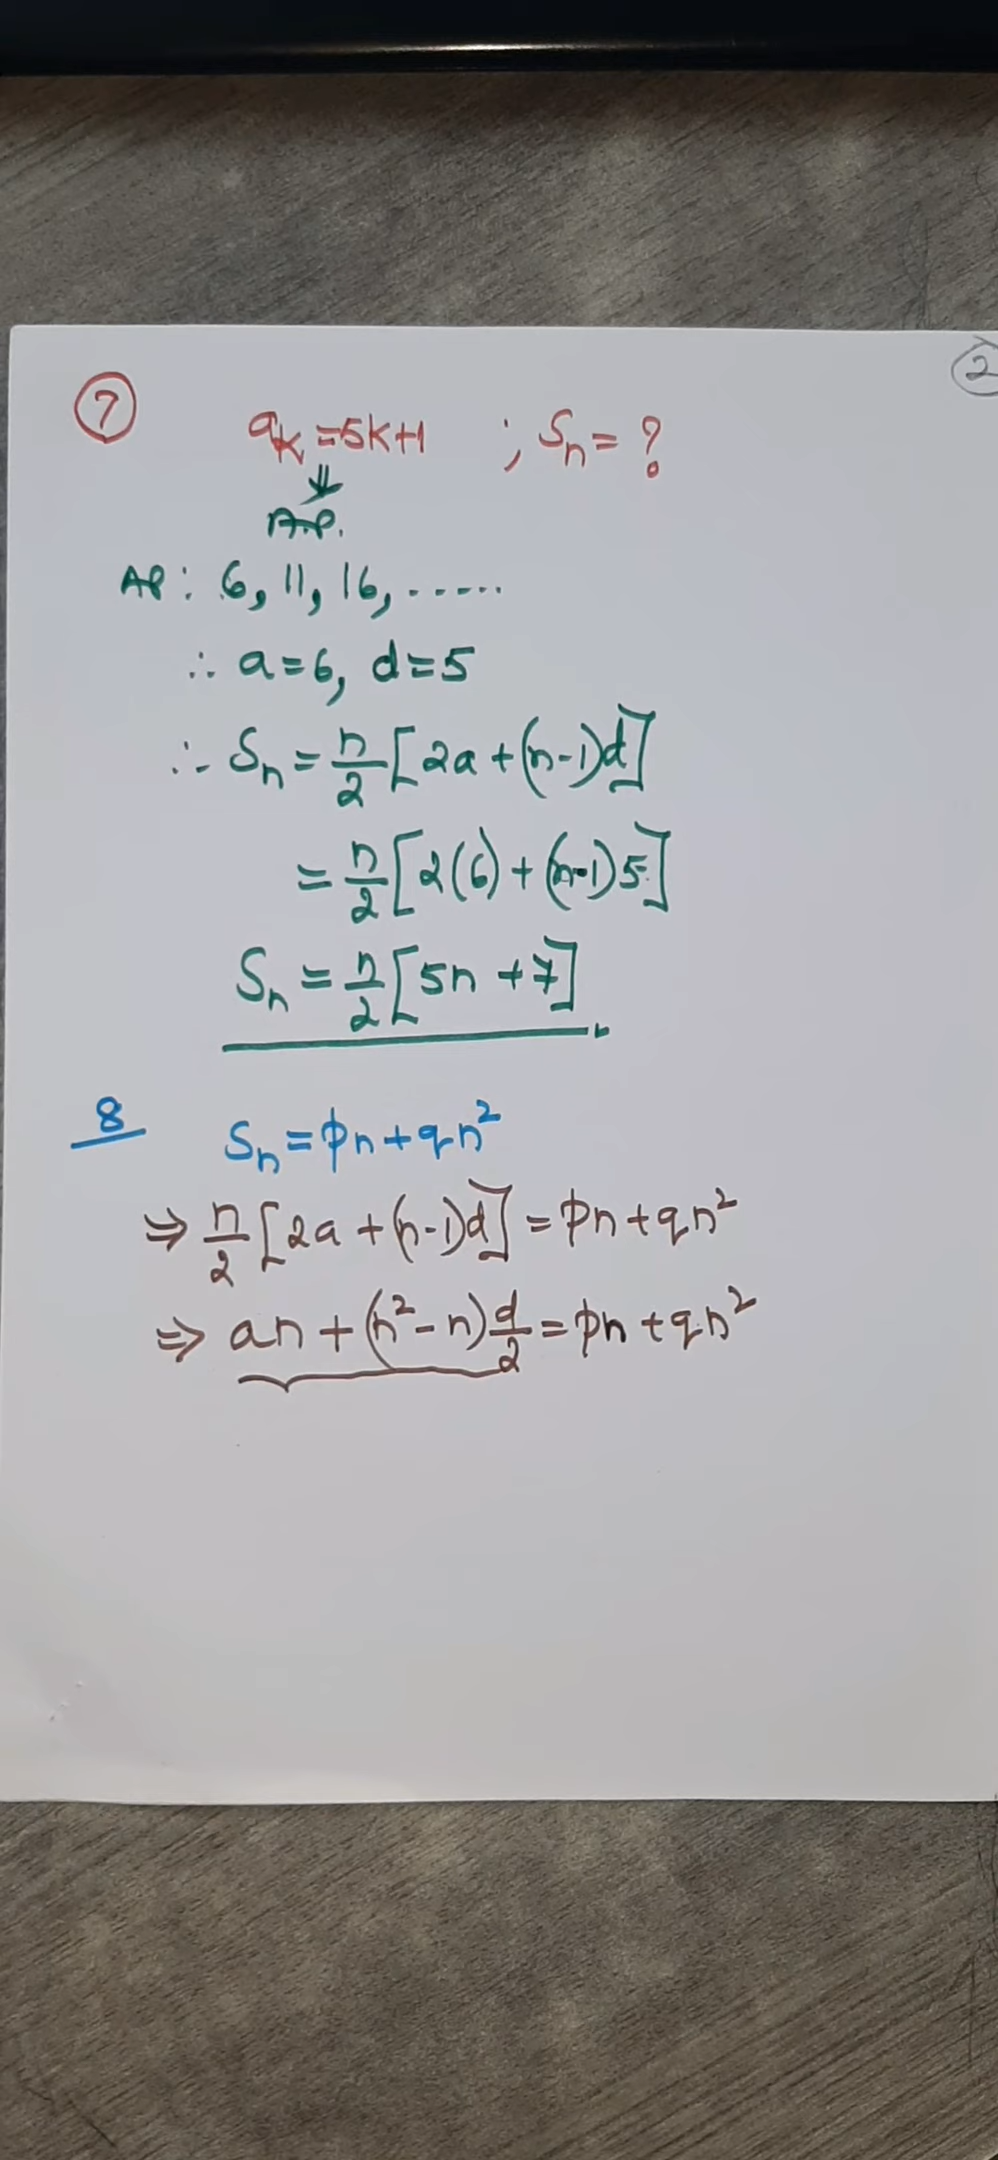 2
7
a_k = 5k+1 ; S_n = ?
⇓
A.P.
AP: 6, 11, 16, ......
∴ a = 6, d = 5
∴ S_n = n/2 [2a + (n-1)d]
= n/2 [2(6) + (n-1)5]
S_n = n/2 [5n + 7].
8
S_n = pn + qn²
⇒ n/2 [2a + (n-1)d] = pn + qn²
⇒ an + (n² - n) d/2 = pn + qn²